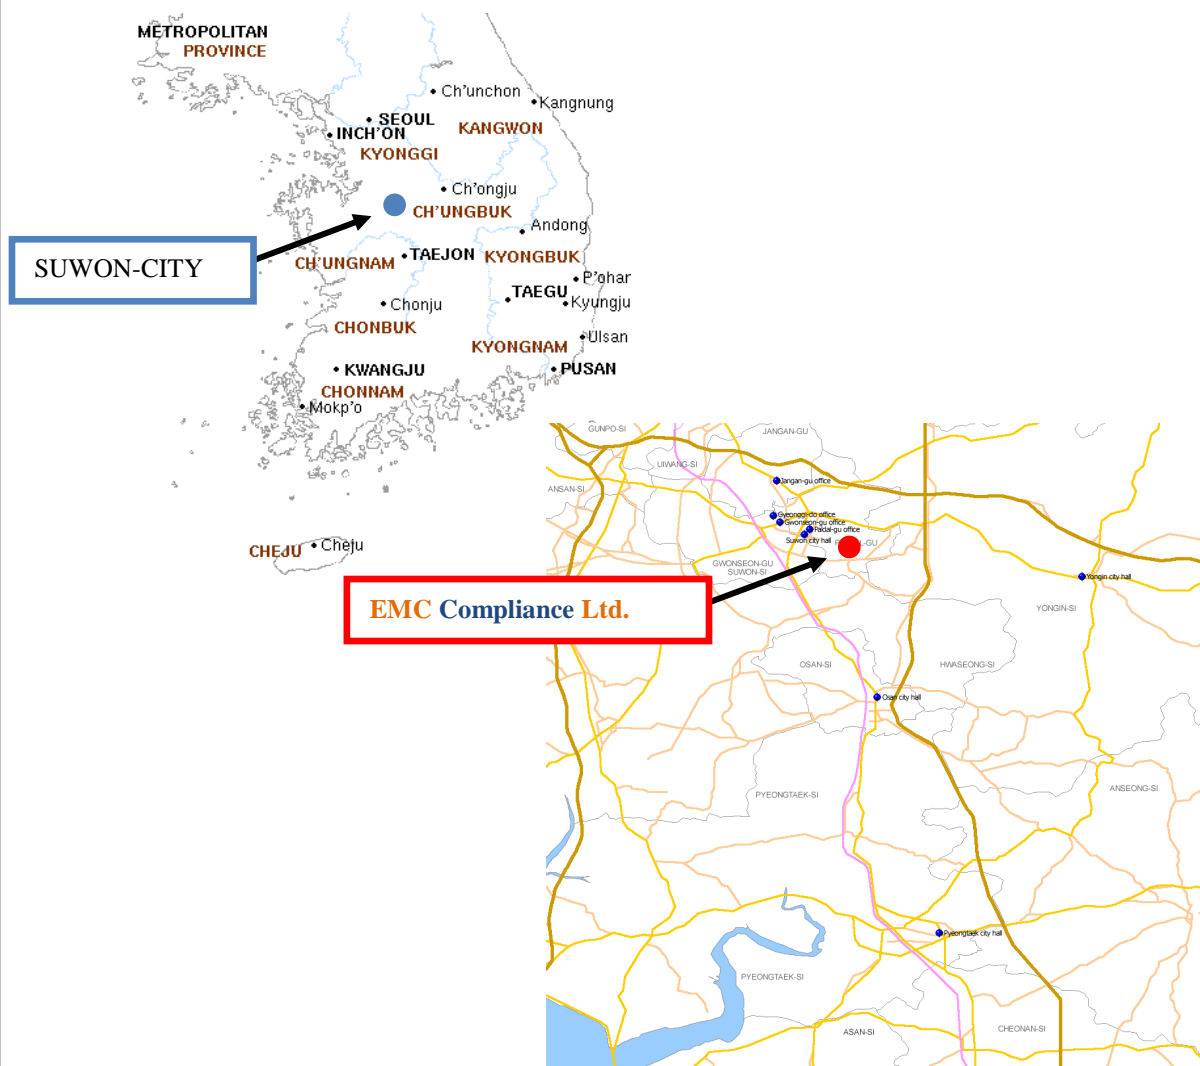 METROPOLITAN
PROVINCE
Ch'unchon
Kangnung
SEOUL
INCH'ON
KANGWON
KYONGGI
Ch'ongju
CH'UNGBUK
Andong
SUWON-CITY
CH'UNGNAM
TAEJON
KYONGBUK
P'ohar
TAEGU
Chonju
Kyungju
CHONBUK
Ulsan
KYONGNAM
KWANGJU
PUSAN
CHONNAM
Mokp'o
GUNPO-SI
JANGAN-GU
UIWANG-SI
Jangan-gu office
ANSAN-SI
Gyeonggi-do office
Gwonseon-gu office
Paldal-gu office
Suwon city hall
CHEJU
Cheju
GWONSEON-GU
SUWON-SI
Yongin city hall
EMC Compliance Ltd.
YONGIN-SI
OSAN-SI
HWASEONG-SI
Osan city hall
PYEONGTAEK-SI
ANSEONG-SI
Pyeongtaek city hall
PYEONGTAEK-SI
ASAN-SI
CHEONAN-SI